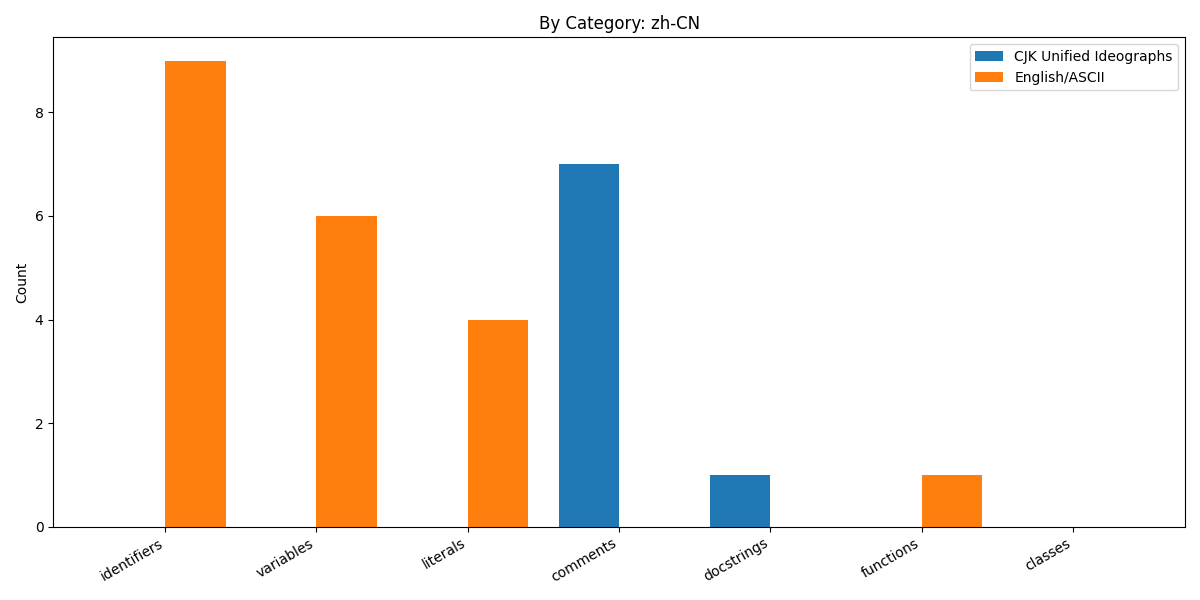 By Category: zh-CN
CJK Unified Ideographs
English/ASCII
Count
8
6
4
2
0
identifiers
variables
literals
comments
docstrings
functions
classes